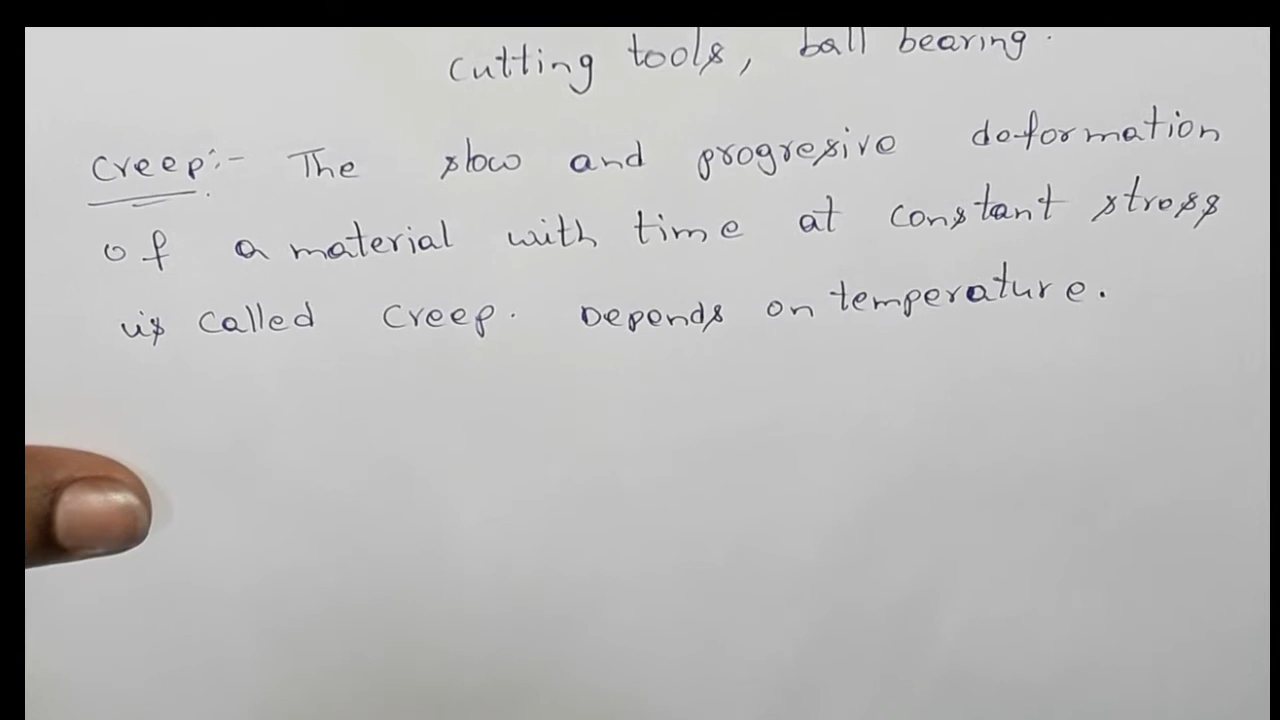 cutting tools, ball bearing.
Creep:- The slow and progresive deformation
of a material with time at constant stress
is called creep. Depends on temperature.